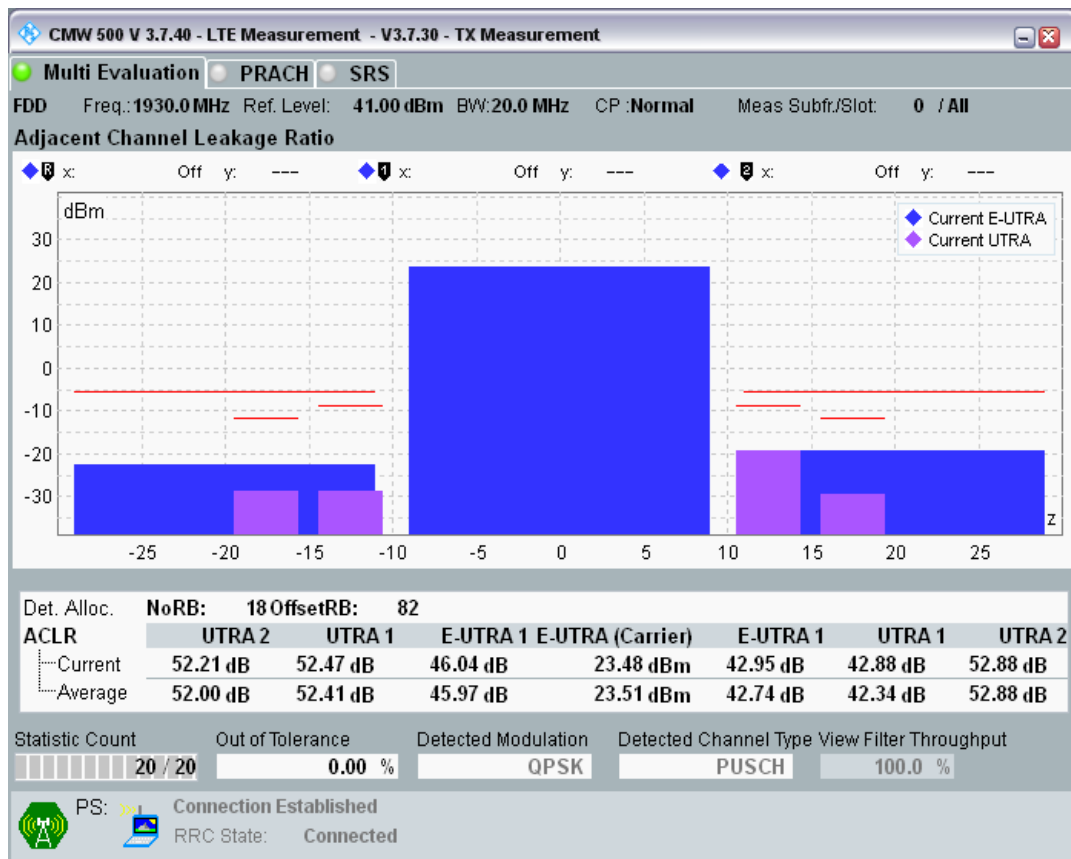 CMW 500 V 3.7.40 - LTE Measurement - V3.7.30 - TX Measurement
Multi Evaluation PRACH SRS
FDD Freq.:1930.0 MHz Ref. Level: 41.00 dBm BW:20.0 MHz CP :Normal Meas Subfr./Slot: 0 / All
Adjacent Channel Leakage Ratio
R x: Off y: --- 1 x: Off y: --- 2 x: Off y: ---
dBm
Current E-UTRA
Current UTRA
30
20
10
0
-10
-20
-30
z
-25 -20 -15 -10 -5 0 5 10 15 20 25
Det. Alloc. NoRB: 18 OffsetRB: 82
ACLR UTRA 2 UTRA 1 E-UTRA 1 E-UTRA (Carrier) E-UTRA 1 UTRA 1 UTRA 2
Current 52.21 dB 52.47 dB 46.04 dB 23.48 dBm 42.95 dB 42.88 dB 52.88 dB
Average 52.00 dB 52.41 dB 45.97 dB 23.51 dBm 42.74 dB 42.34 dB 52.88 dB
Statistic Count Out of Tolerance Detected Modulation Detected Channel Type View Filter Throughput
20 / 20 0.00 % QPSK PUSCH 100.0 %
PS: Connection Established
RRC State: Connected